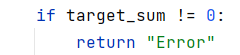 if target_sum != 0:
    return "Error"